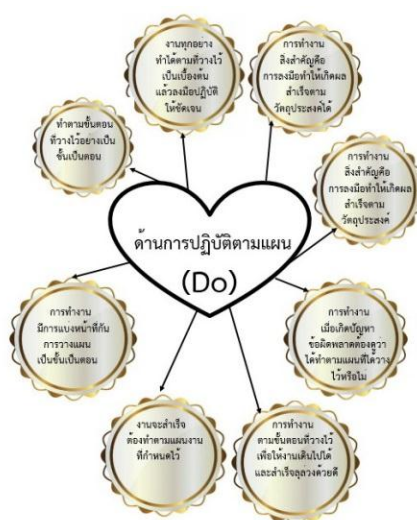 งานทุกอย่าง
ทำได้ตามที่วางไว้
เป็นเบื้องต้น
แล้วลงมือปฏิบัติ
ให้ชัดเจน
การทำงาน
สิ่งสำคัญคือ
การลงมือทำให้เกิดผล
สำเร็จตาม
วัตถุประสงค์ได้
ทำตามขั้นตอน
ที่วางไว้อย่างเป็น
ขั้นเป็นตอน
การทำงาน
สิ่งสำคัญคือ
การลงมือทำให้เกิดผล
สำเร็จตาม
วัตถุประสงค์
ด้านการปฏิบัติตามแผน
(Do)
การทำงาน
มีการแบ่งหน้าที่กัน
การวางแผน
เป็นขั้นเป็นตอน
การทำงาน
เมื่อเกิดปัญหา
ข้อผิดพลาดต้องดูว่า
ได้ทำตามแผนที่ได้วาง
ไว้หรือไม่
งานจะสำเร็จ
ต้องทำตามแผนงาน
ที่กำหนดไว้
การทำงาน
ตามขั้นตอนที่วางไว้
เพื่อให้งานเดินไปได้
และสำเร็จลุล่วงด้วยดี